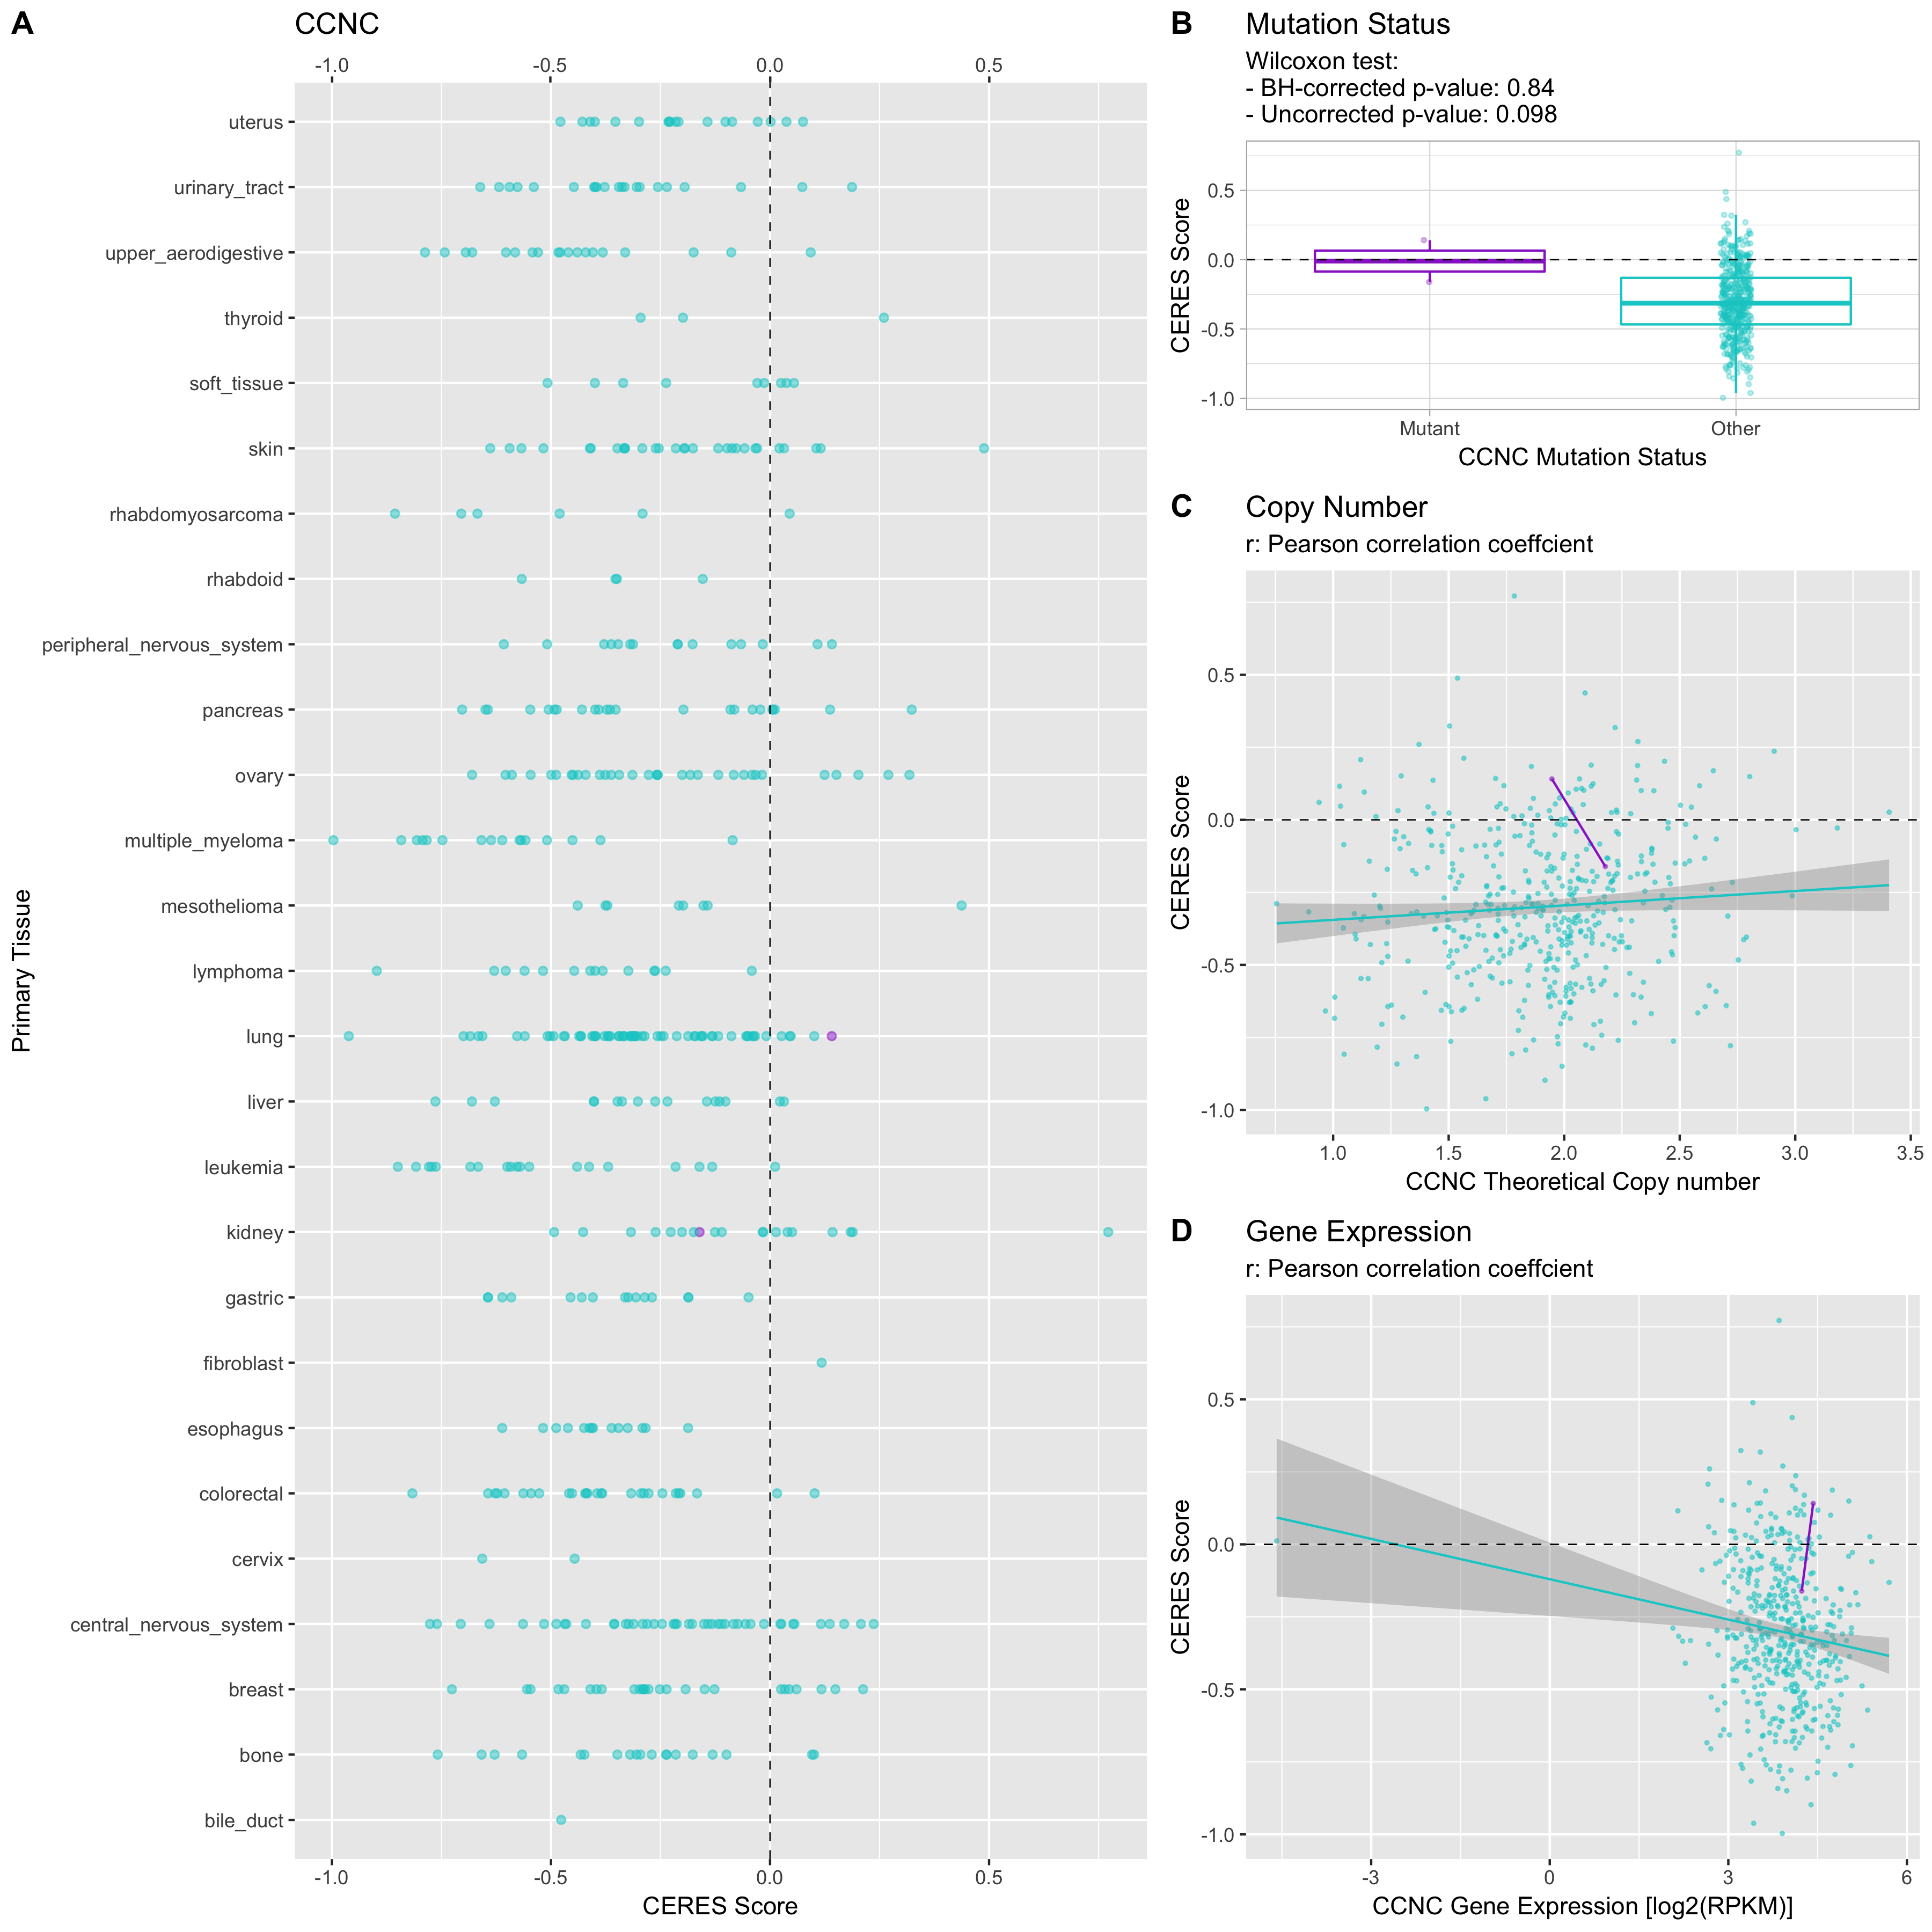 A
CCNC
-1.0 -0.5 0.0 0.5
uterus
urinary_tract
upper_aerodigestive
thyroid
soft_tissue
skin
rhabdomyosarcoma
rhabdoid
peripheral_nervous_system
pancreas
ovary
multiple_myeloma
mesothelioma
lymphoma
lung
liver
leukemia
kidney
gastric
fibroblast
esophagus
colorectal
cervix
central_nervous_system
breast
bone
bile_duct
Primary Tissue
-1.0 -0.5 0.0 0.5
CERES Score
B
Mutation Status
Wilcoxon test:
- BH-corrected p-value: 0.84
- Uncorrected p-value: 0.098
CERES Score
0.5
0.0
-0.5
-1.0
Mutant Other
CCNC Mutation Status
C
Copy Number
r: Pearson correlation coeffcient
CERES Score
0.5
0.0
-0.5
-1.0
1.0 1.5 2.0 2.5 3.0 3.5
CCNC Theoretical Copy number
D
Gene Expression
r: Pearson correlation coeffcient
CERES Score
0.5
0.0
-0.5
-1.0
-3 0 3 6
CCNC Gene Expression [log2(RPKM)]